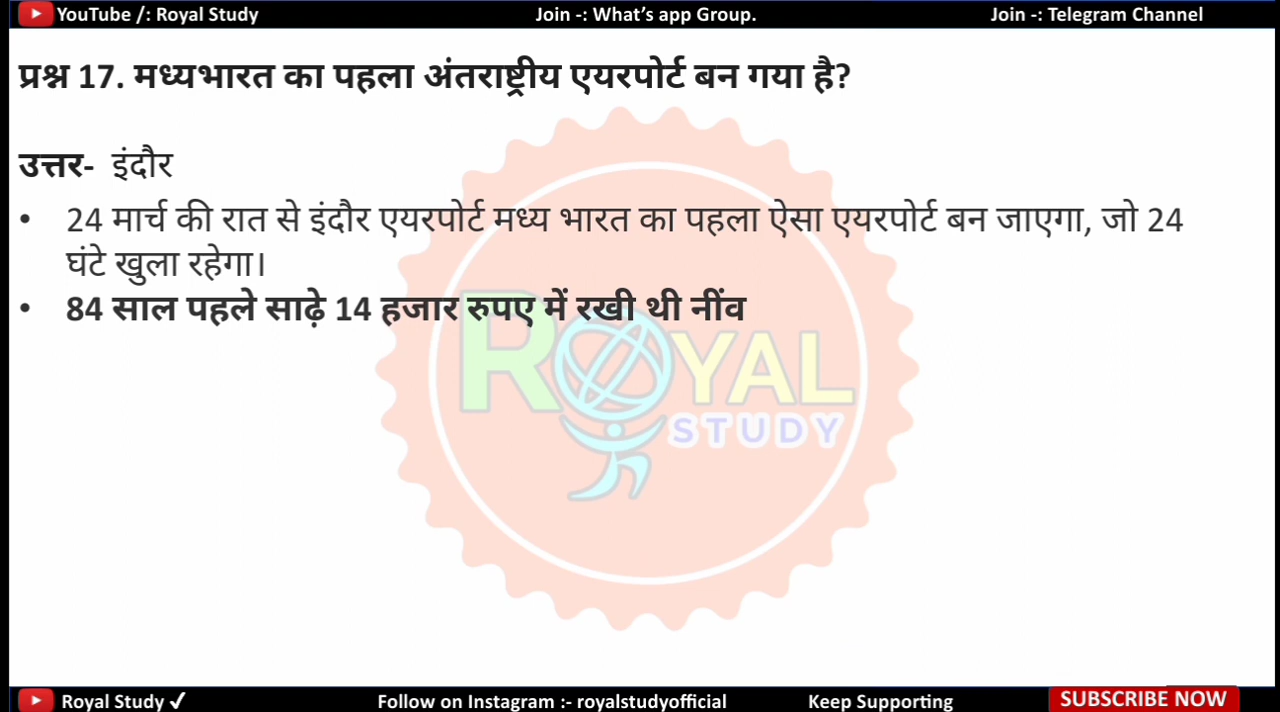 YouTube /: Royal Study Join -: What’s app Group. Join -: Telegram Channel
प्रश्न 17. मध्यभारत का पहला अंतराष्ट्रीय एयरपोर्ट बन गया है?
उत्तर- इंदौर
• 24 मार्च की रात से इंदौर एयरपोर्ट मध्य भारत का पहला ऐसा एयरपोर्ट बन जाएगा, जो 24
घंटे खुला रहेगा।
• 84 साल पहले साढ़े 14 हजार रुपए में रखी थी नींव
ROYAL
STUDY
Royal Study ✓ Follow on Instagram :- royalstudyofficial Keep Supporting SUBSCRIBE NOW